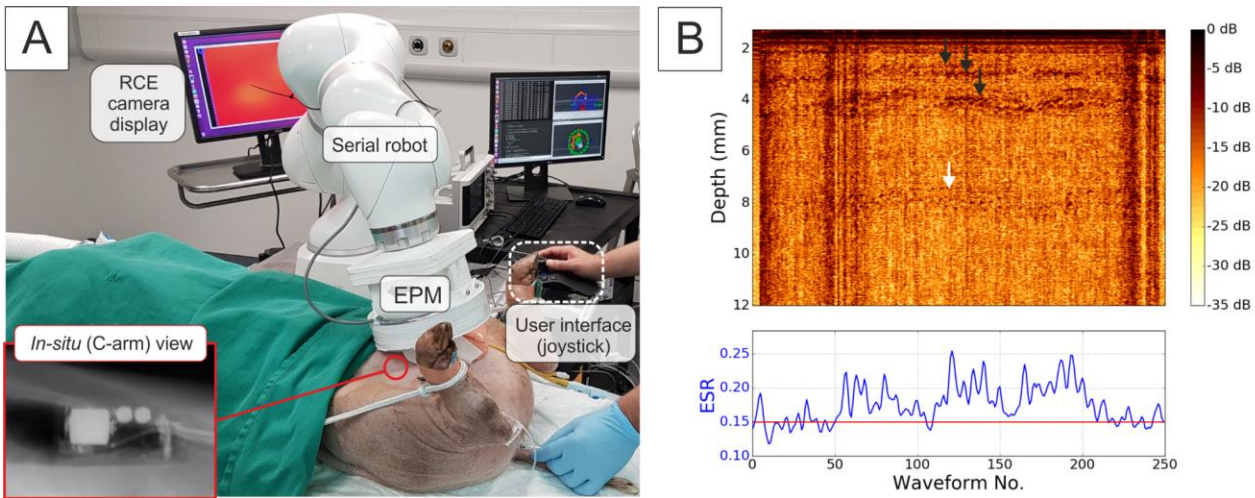 A
RCE
camera
display
Serial robot
EPM
User interface
(joystick)
In-situ (C-arm) view
B
Depth (mm)
2
4
6
8
10
12
0 dB
-5 dB
-10 dB
-15 dB
-20 dB
-25 dB
-30 dB
-35 dB
ESR
0.25
0.20
0.15
0.10
0 50 100 150 200 250
Waveform No.